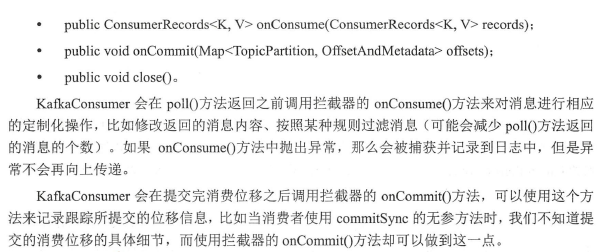 • public ConsumerRecords<K, V> onConsume(ConsumerRecords<K, V> records);
• public void onCommit(Map<TopicPartition, OffsetAndMetadata> offsets);
• public void close()。
KafkaConsumer 会在 poll()方法返回之前调用拦截器的 onConsume()方法来对消息进行相应
的定制化操作，比如修改返回的消息内容、按照某种规则过滤消息（可能会减少 poll()方法返回
的消息的个数）。如果 onConsume()方法中抛出异常，那么会被捕获并记录到日志中，但是异
常不会再向上传递。
KafkaConsumer 会在提交完消费位移之后调用拦截器的 onCommit()方法，可以使用这个方
法来记录跟踪所提交的位移信息，比如当消费者使用 commitSync 的无参方法时，我们不知道提
交的消费位移的具体细节，而使用拦截器的 onCommit()方法却可以做到这一点。